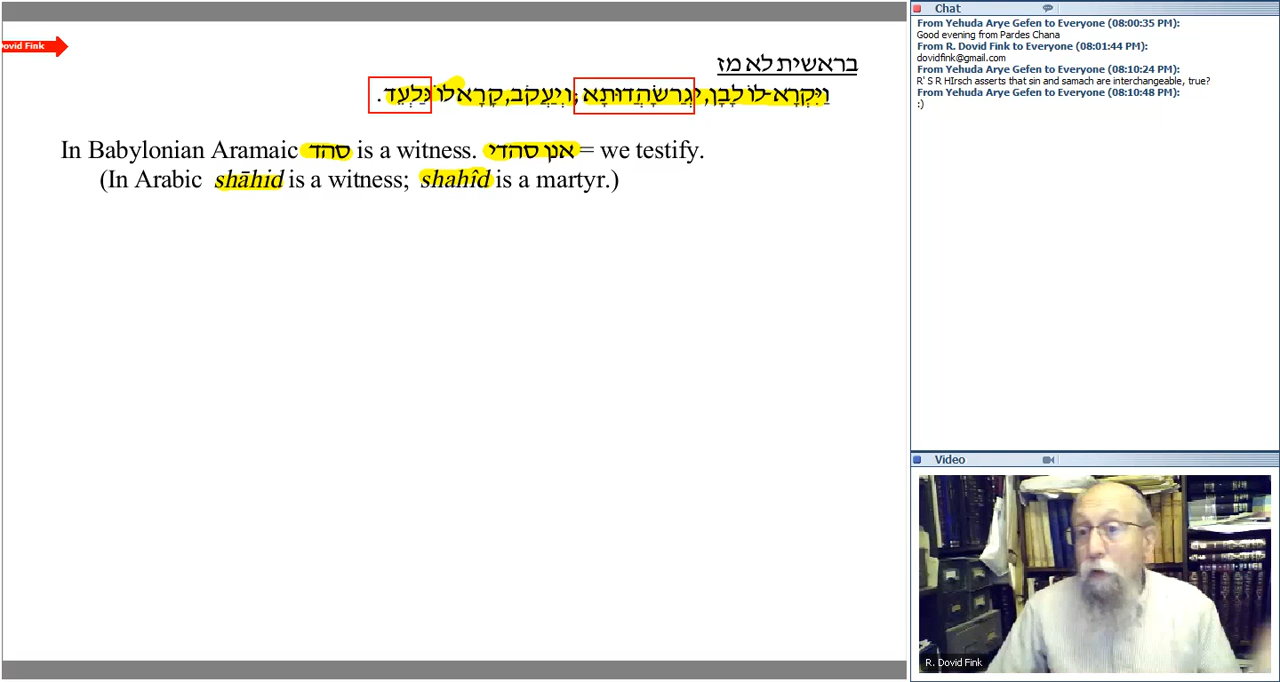 ovid Fink
בראשית לא מז
וַיִּקְרָא-לוֹ לָבָן, יְגַר שָׂהֲדוּתָא; וְיַעֲקֹב, קָרָא לוֹ גַּלְעֵד.
In Babylonian Aramaic סהד is a witness. אנן סהדי = we testify.
(In Arabic shāhid is a witness; shahîd is a martyr.)
Chat
From Yehuda Arye Gefen to Everyone (08:00:35 PM):
Good evening from Pardes Chana
From R. Dovid Fink to Everyone (08:01:44 PM):
dovidfink@gmail.com
From Yehuda Arye Gefen to Everyone (08:10:24 PM):
R' S R HIrsch asserts that sin and samach are interchangeable, true?
From Yehuda Arye Gefen to Everyone (08:10:48 PM):
:)
Video
R. Dovid Fink